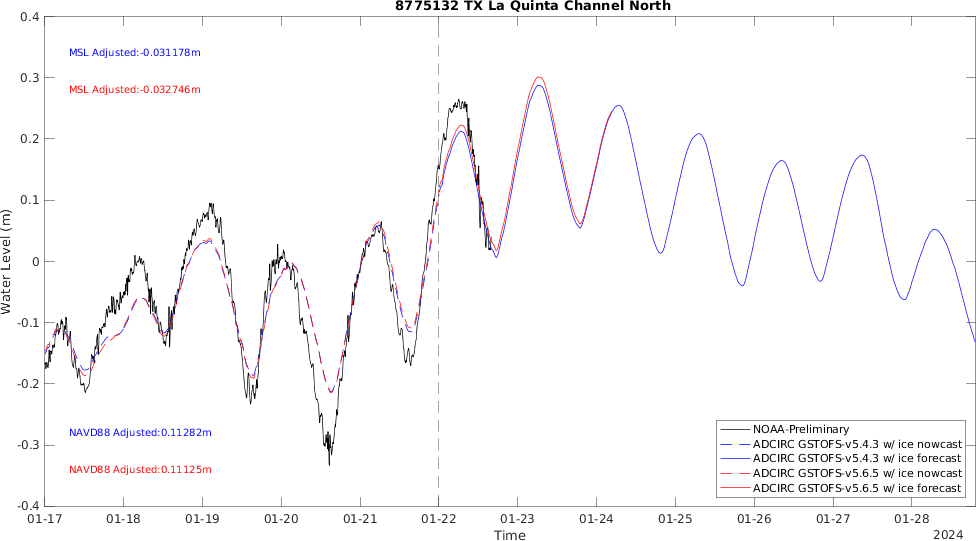 8775132 TX La Quinta Channel North
MSL Adjusted:-0.031178m
MSL Adjusted:-0.032746m
NAVD88 Adjusted:0.11282m
NAVD88 Adjusted:0.11125m
Water Level (m)
0.4
0.3
0.2
0.1
0
-0.1
-0.2
-0.3
-0.4
NOAA-Preliminary
ADCIRC GSTOFS-v5.4.3 w/ ice nowcast
ADCIRC GSTOFS-v5.4.3 w/ ice forecast
ADCIRC GSTOFS-v5.6.5 w/ ice nowcast
ADCIRC GSTOFS-v5.6.5 w/ ice forecast
01-17 01-18 01-19 01-20 01-21 01-22 01-23 01-24 01-25 01-26 01-27 01-28
Time
2024